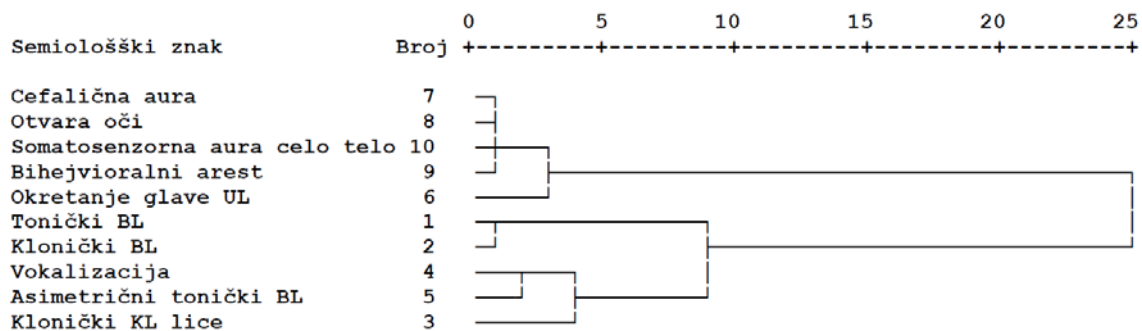 0 5 10 15 20 25
Semiološški znak Broj +---------+---------+---------+---------+---------+
Cefalična aura 7
Otvara oči 8
Somatosenzorna aura celo telo 10
Bihejvioralni arest 9
Okretanje glave UL 6
Tonički BL 1
Klonički BL 2
Vokalizacija 4
Asimetrični tonički BL 5
Klonički KL lice 3